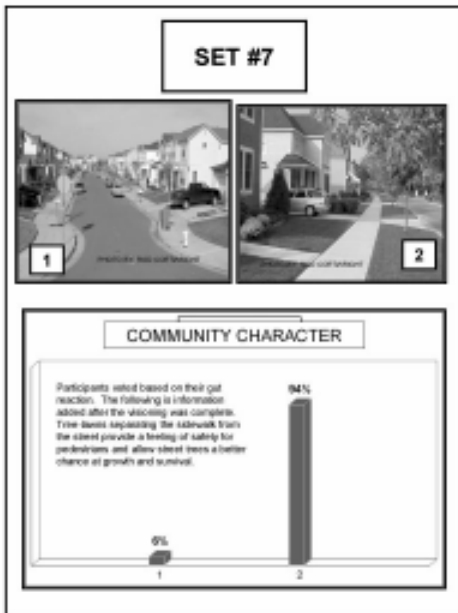 SET #7
1
2
COMMUNITY CHARACTER
Participants voted based on their gut
reaction. The following is information
added after the visioning was complete.
Tree lawns separating the sidewalk from
the street provide a feeling of safety for
pedestrians and allow street trees a better
chance at growth and survival.
94%
6%
1
2